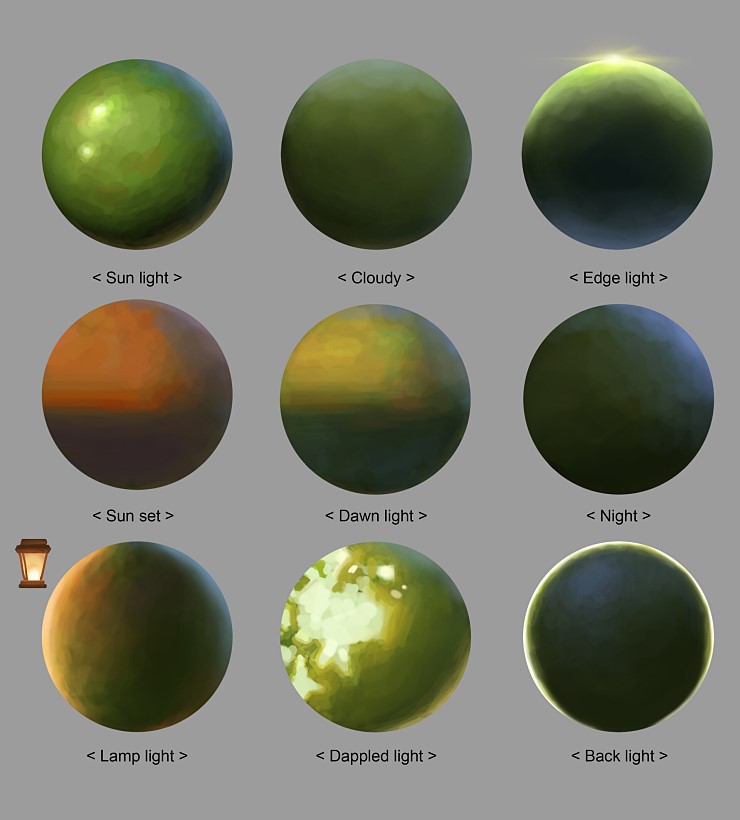 < Sun light >
< Cloudy >
< Edge light >
< Sun set >
< Dawn light >
< Night >
< Lamp light >
< Dappled light >
< Back light >